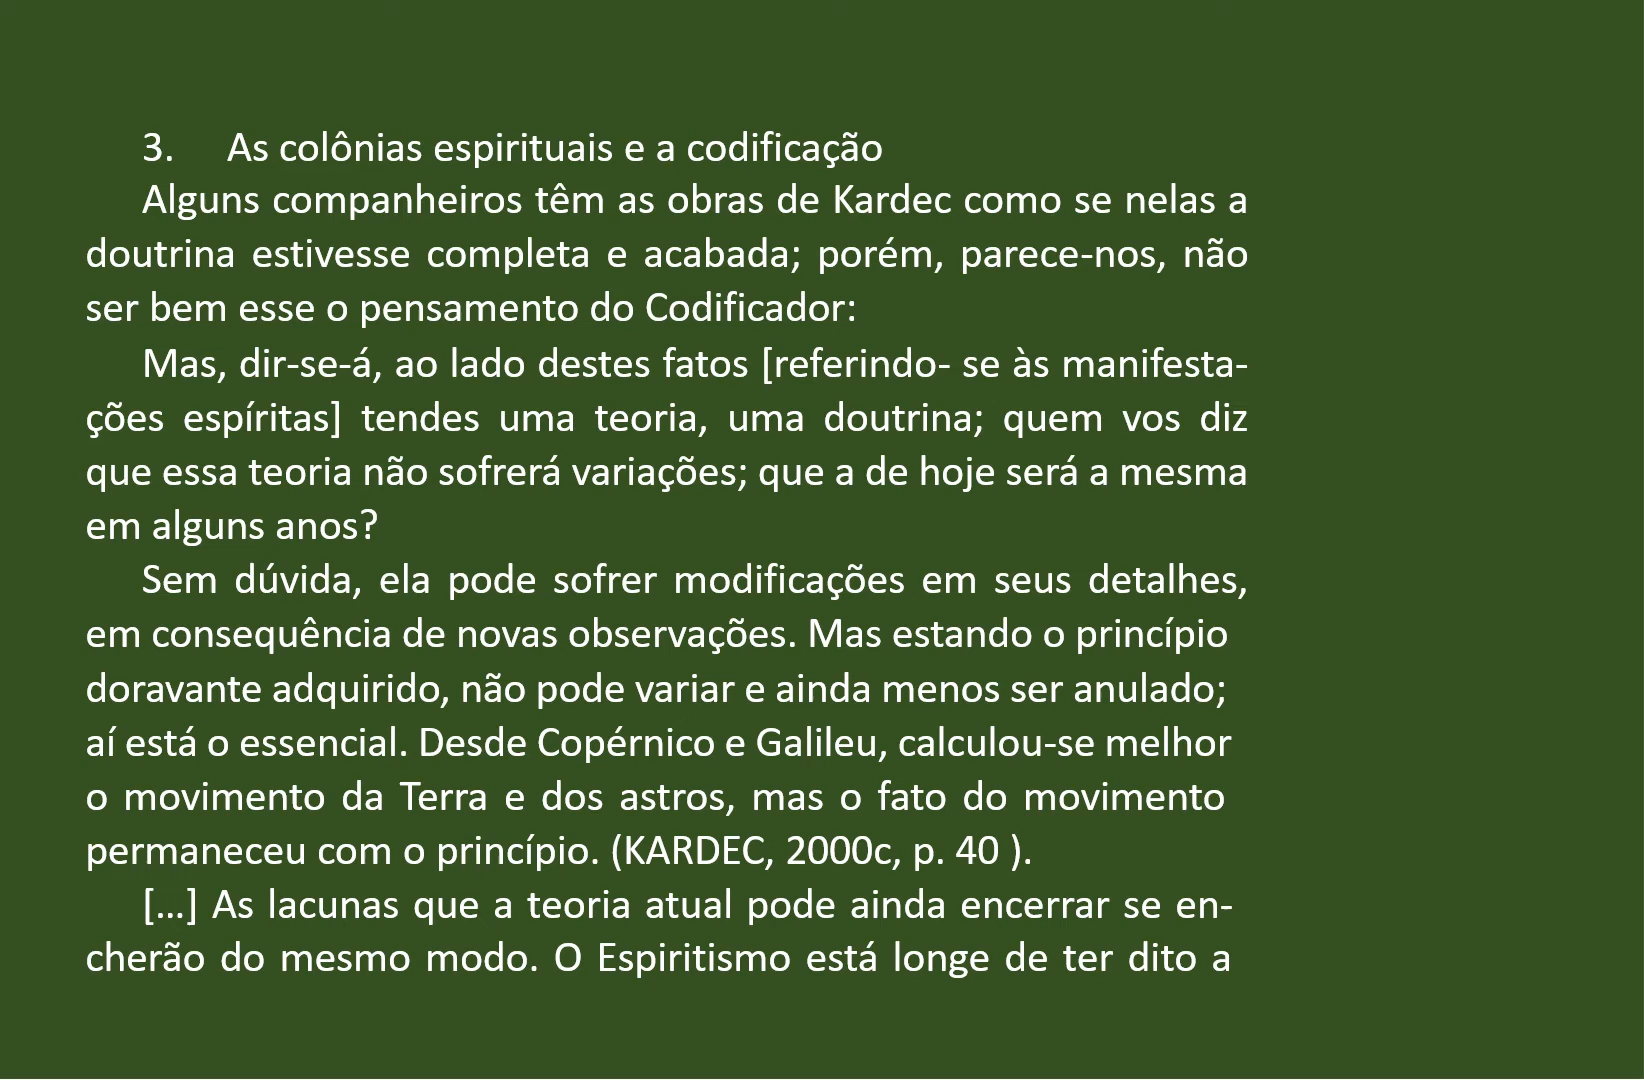 3. As colônias espirituais e a codificação
Alguns companheiros têm as obras de Kardec como se nelas a
doutrina estivesse completa e acabada; porém, parece-nos, não
ser bem esse o pensamento do Codificador:
Mas, dir-se-á, ao lado destes fatos [referindo- se às manifesta-
ções espíritas] tendes uma teoria, uma doutrina; quem vos diz
que essa teoria não sofrerá variações; que a de hoje será a mesma
em alguns anos?
Sem dúvida, ela pode sofrer modificações em seus detalhes,
em consequência de novas observações. Mas estando o princípio
doravante adquirido, não pode variar e ainda menos ser anulado;
aí está o essencial. Desde Copérnico e Galileu, calculou-se melhor
o movimento da Terra e dos astros, mas o fato do movimento
permaneceu com o princípio. (KARDEC, 2000c, p. 40 ).
[...] As lacunas que a teoria atual pode ainda encerrar se en-
cherão do mesmo modo. O Espiritismo está longe de ter dito a